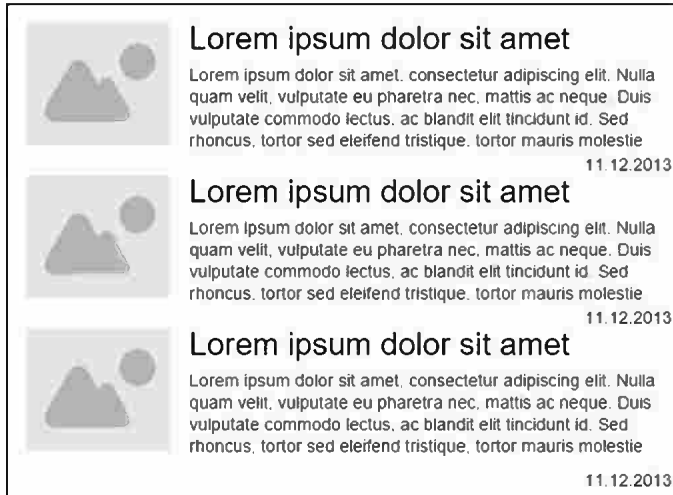 Lorem ipsum dolor sit amet
Lorem ipsum dolor sit amet, consectetur adipiscing elit. Nulla
quam velit, vulputate eu pharetra nec, mattis ac neque. Duis
vulputate commodo lectus, ac blandit elit tincidunt id. Sed
rhoncus, tortor sed eleifend tristique, tortor mauris molestie
11.12.2013
Lorem ipsum dolor sit amet
Lorem ipsum dolor sit amet, consectetur adipiscing elit. Nulla
quam velit, vulputate eu pharetra nec, mattis ac neque. Duis
vulputate commodo lectus, ac blandit elit tincidunt id. Sed
rhoncus, tortor sed eleifend tristique, tortor mauris molestie
11.12.2013
Lorem ipsum dolor sit amet
Lorem ipsum dolor sit amet, consectetur adipiscing elit. Nulla
quam velit, vulputate eu pharetra nec, mattis ac neque. Duis
vulputate commodo lectus, ac blandit elit tincidunt id. Sed
rhoncus, tortor sed eleifend tristique, tortor mauris molestie
11.12.2013